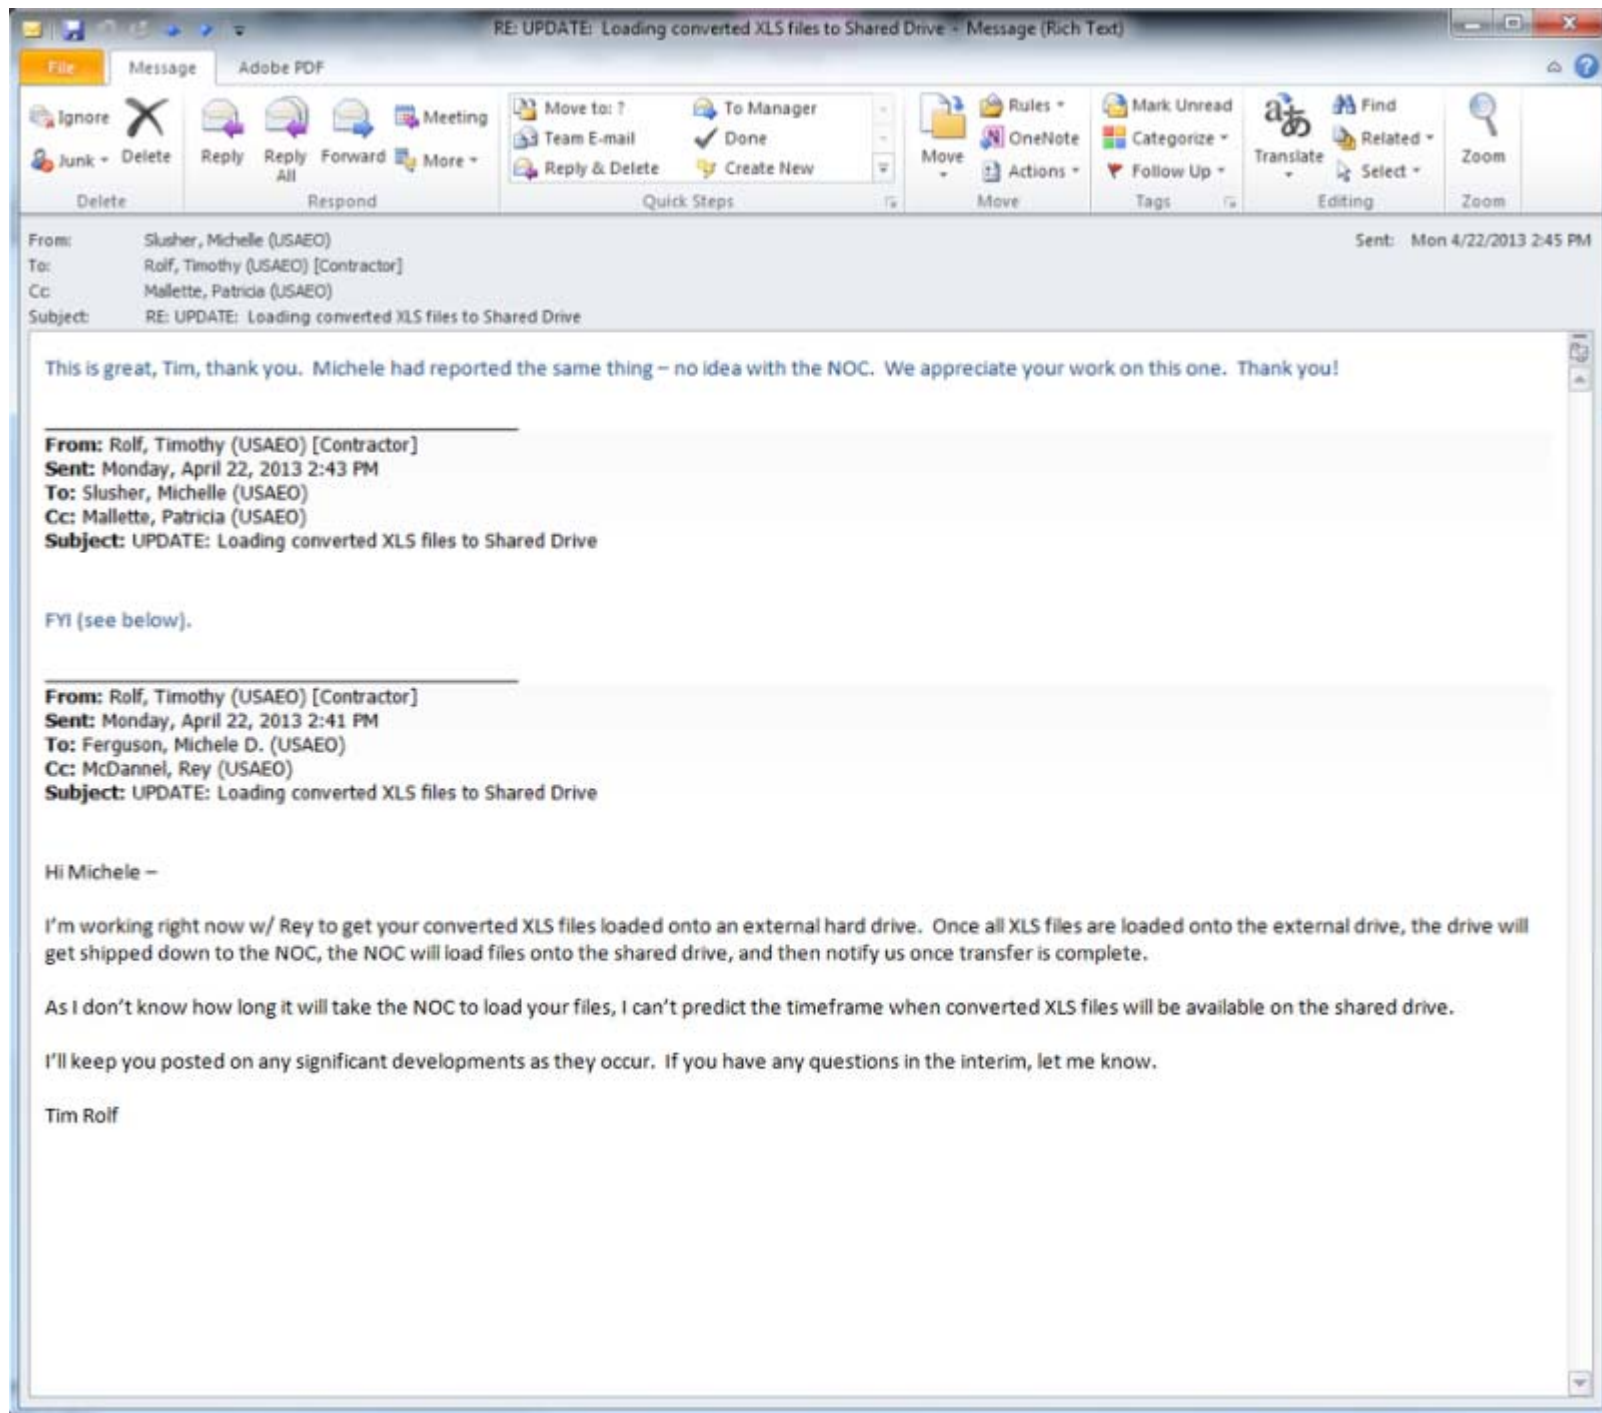 RE: UPDATE: Loading converted XLS files to Shared Drive - Message (Rich Text)
File Message Adobe PDF
Ignore
Junk
Delete
Reply
Reply All
Forward
Meeting
More
Move to: ?
Team E-mail
Reply & Delete
To Manager
Done
Create New
Move
Rules
OneNote
Actions
Mark Unread
Categorize
Follow Up
Translate
Find
Related
Select
Zoom
Delete Respond Quick Steps Move Tags Editing Zoom
From: Slusher, Michelle (USAEO) Sent: Mon 4/22/2013 2:45 PM
To: Rolf, Timothy (USAEO) [Contractor]
Cc Mallette, Patricia (USAEO)
Subject: RE: UPDATE: Loading converted XLS files to Shared Drive
This is great, Tim, thank you. Michele had reported the same thing – no idea with the NOC. We appreciate your work on this one. Thank you!
From: Rolf, Timothy (USAEO) [Contractor]
Sent: Monday, April 22, 2013 2:43 PM
To: Slusher, Michelle (USAEO)
Cc: Mallette, Patricia (USAEO)
Subject: UPDATE: Loading converted XLS files to Shared Drive
FYI (see below).
From: Rolf, Timothy (USAEO) [Contractor]
Sent: Monday, April 22, 2013 2:41 PM
To: Ferguson, Michele D. (USAEO)
Cc: McDannel, Rey (USAEO)
Subject: UPDATE: Loading converted XLS files to Shared Drive
Hi Michele –
I'm working right now w/ Rey to get your converted XLS files loaded onto an external hard drive. Once all XLS files are loaded onto the external drive, the drive will
get shipped down to the NOC, the NOC will load files onto the shared drive, and then notify us once transfer is complete.
As I don't know how long it will take the NOC to load your files, I can't predict the timeframe when converted XLS files will be available on the shared drive.
I'll keep you posted on any significant developments as they occur. If you have any questions in the interim, let me know.
Tim Rolf